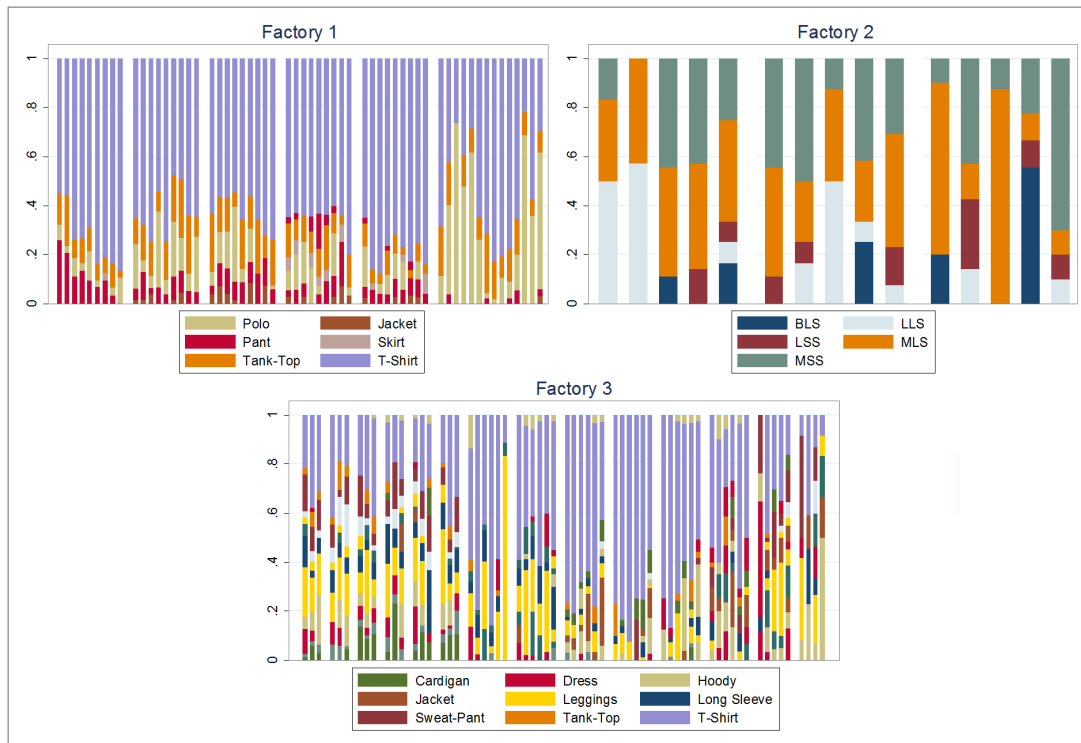 Factory 1
Factory 2
1
.8
.6
.4
.2
0
1
.8
.6
.4
.2
0
Polo
Jacket
Pant
Skirt
Tank-Top
T-Shirt
BLS
LLS
LSS
MLS
MSS
Factory 3
1
.8
.6
.4
.2
0
Cardigan
Dress
Hoody
Jacket
Leggings
Long Sleeve
Sweat-Pant
Tank-Top
T-Shirt